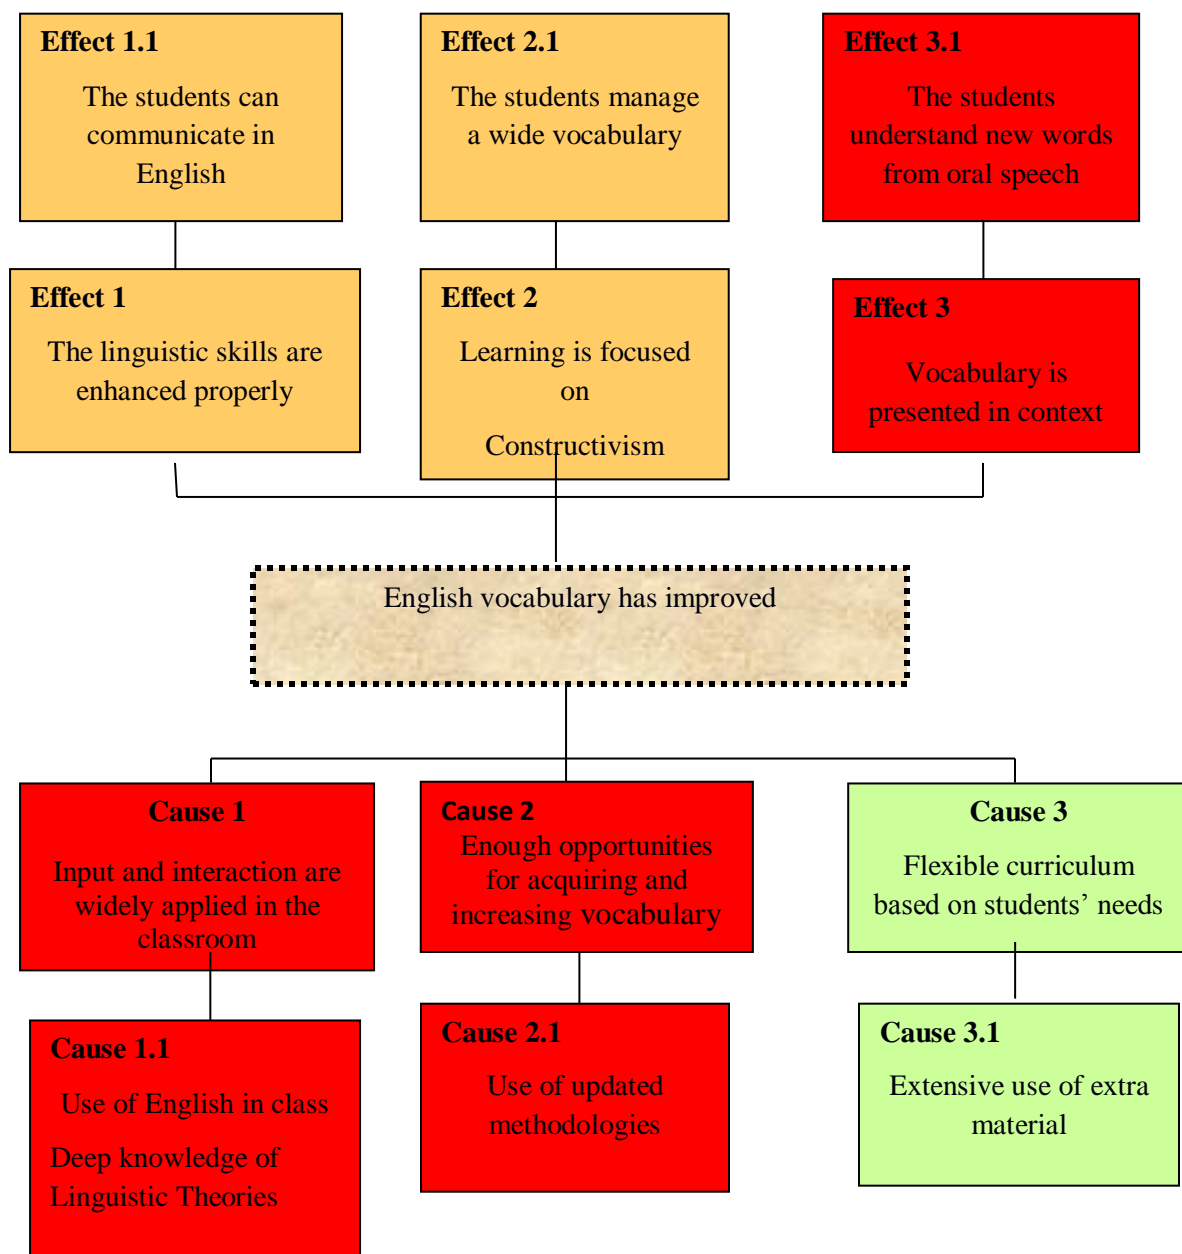 Effect 1.1
The students can
communicate in
English
Effect 2.1
The students manage
a wide vocabulary
Effect 3.1
The students
understand new words
from oral speech
Effect 1
The linguistic skills are
enhanced properly
Effect 2
Learning is focused
on
Constructivism
Effect 3
Vocabulary is
presented in context
English vocabulary has improved
Cause 1
Input and interaction are
widely applied in the
classroom
Cause 2
Enough opportunities
for acquiring and
increasing vocabulary
Cause 3
Flexible curriculum
based on students’ needs
Cause 1.1
Use of English in class
Deep knowledge of
Linguistic Theories
Cause 2.1
Use of updated
methodologies
Cause 3.1
Extensive use of extra
material